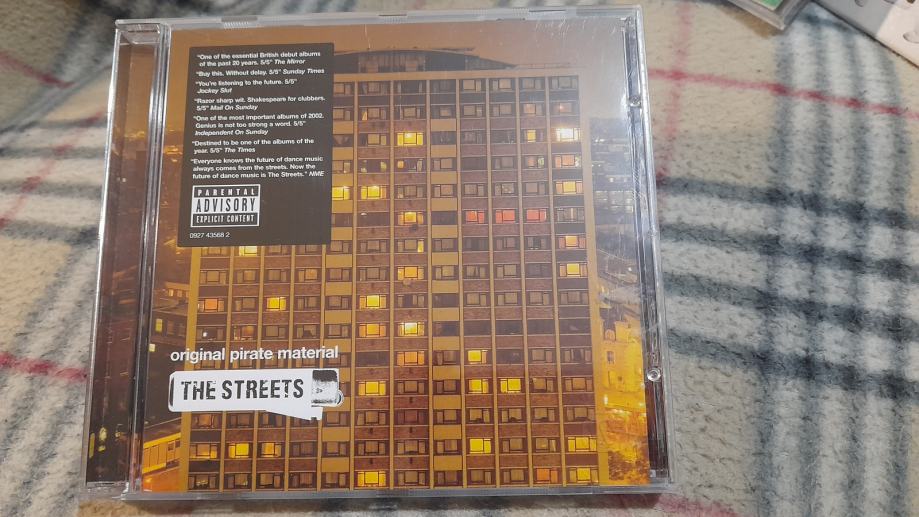 "One of the essential British debut albums
of the past 20 years. 5/5" The Mirror
"Buy this. Without delay. 5/5" Sunday Times
"You're listening to the future. 5/5"
Jockey Slut
"Razor sharp wit. Shakespeare for clubbers.
5/5" Mail On Sunday
"One of the most important albums of 2002.
Genius is not too strong a word. 5/5"
Independent On Sunday
"Destined to be one of the albums of the
year. 5/5" The Times
"Everyone knows the future of dance music
always comes from the streets. Now the
future of dance music is The Streets." NME
PARENTAL
ADVISORY
EXPLICIT CONTENT
0927 43568 2
original pirate material
THE STREETS